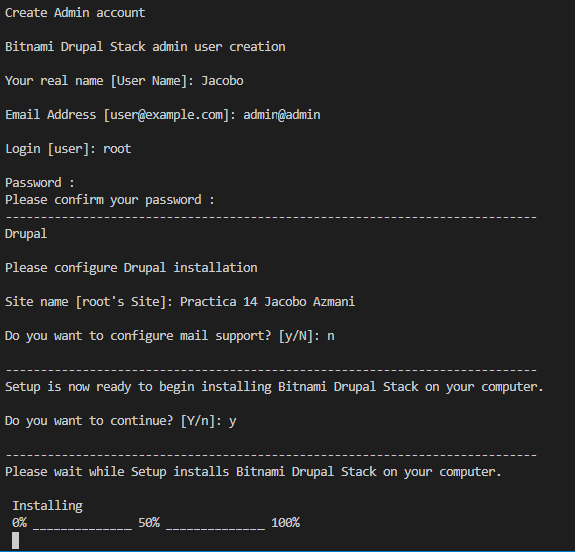 Create Admin account
Bitnami Drupal Stack admin user creation
Your real name [User Name]: Jacobo
Email Address [user@example.com]: admin@admin
Login [user]: root
Password :
Please confirm your password :
----------------------------------------------------------------------------
Drupal
Please configure Drupal installation
Site name [root's Site]: Practica 14 Jacobo Azmani
Do you want to configure mail support? [y/N]: n
----------------------------------------------------------------------------
Setup is now ready to begin installing Bitnami Drupal Stack on your computer.
Do you want to continue? [Y/n]: y
----------------------------------------------------------------------------
Please wait while Setup installs Bitnami Drupal Stack on your computer.
Installing
0% ______________ 50% ______________ 100%